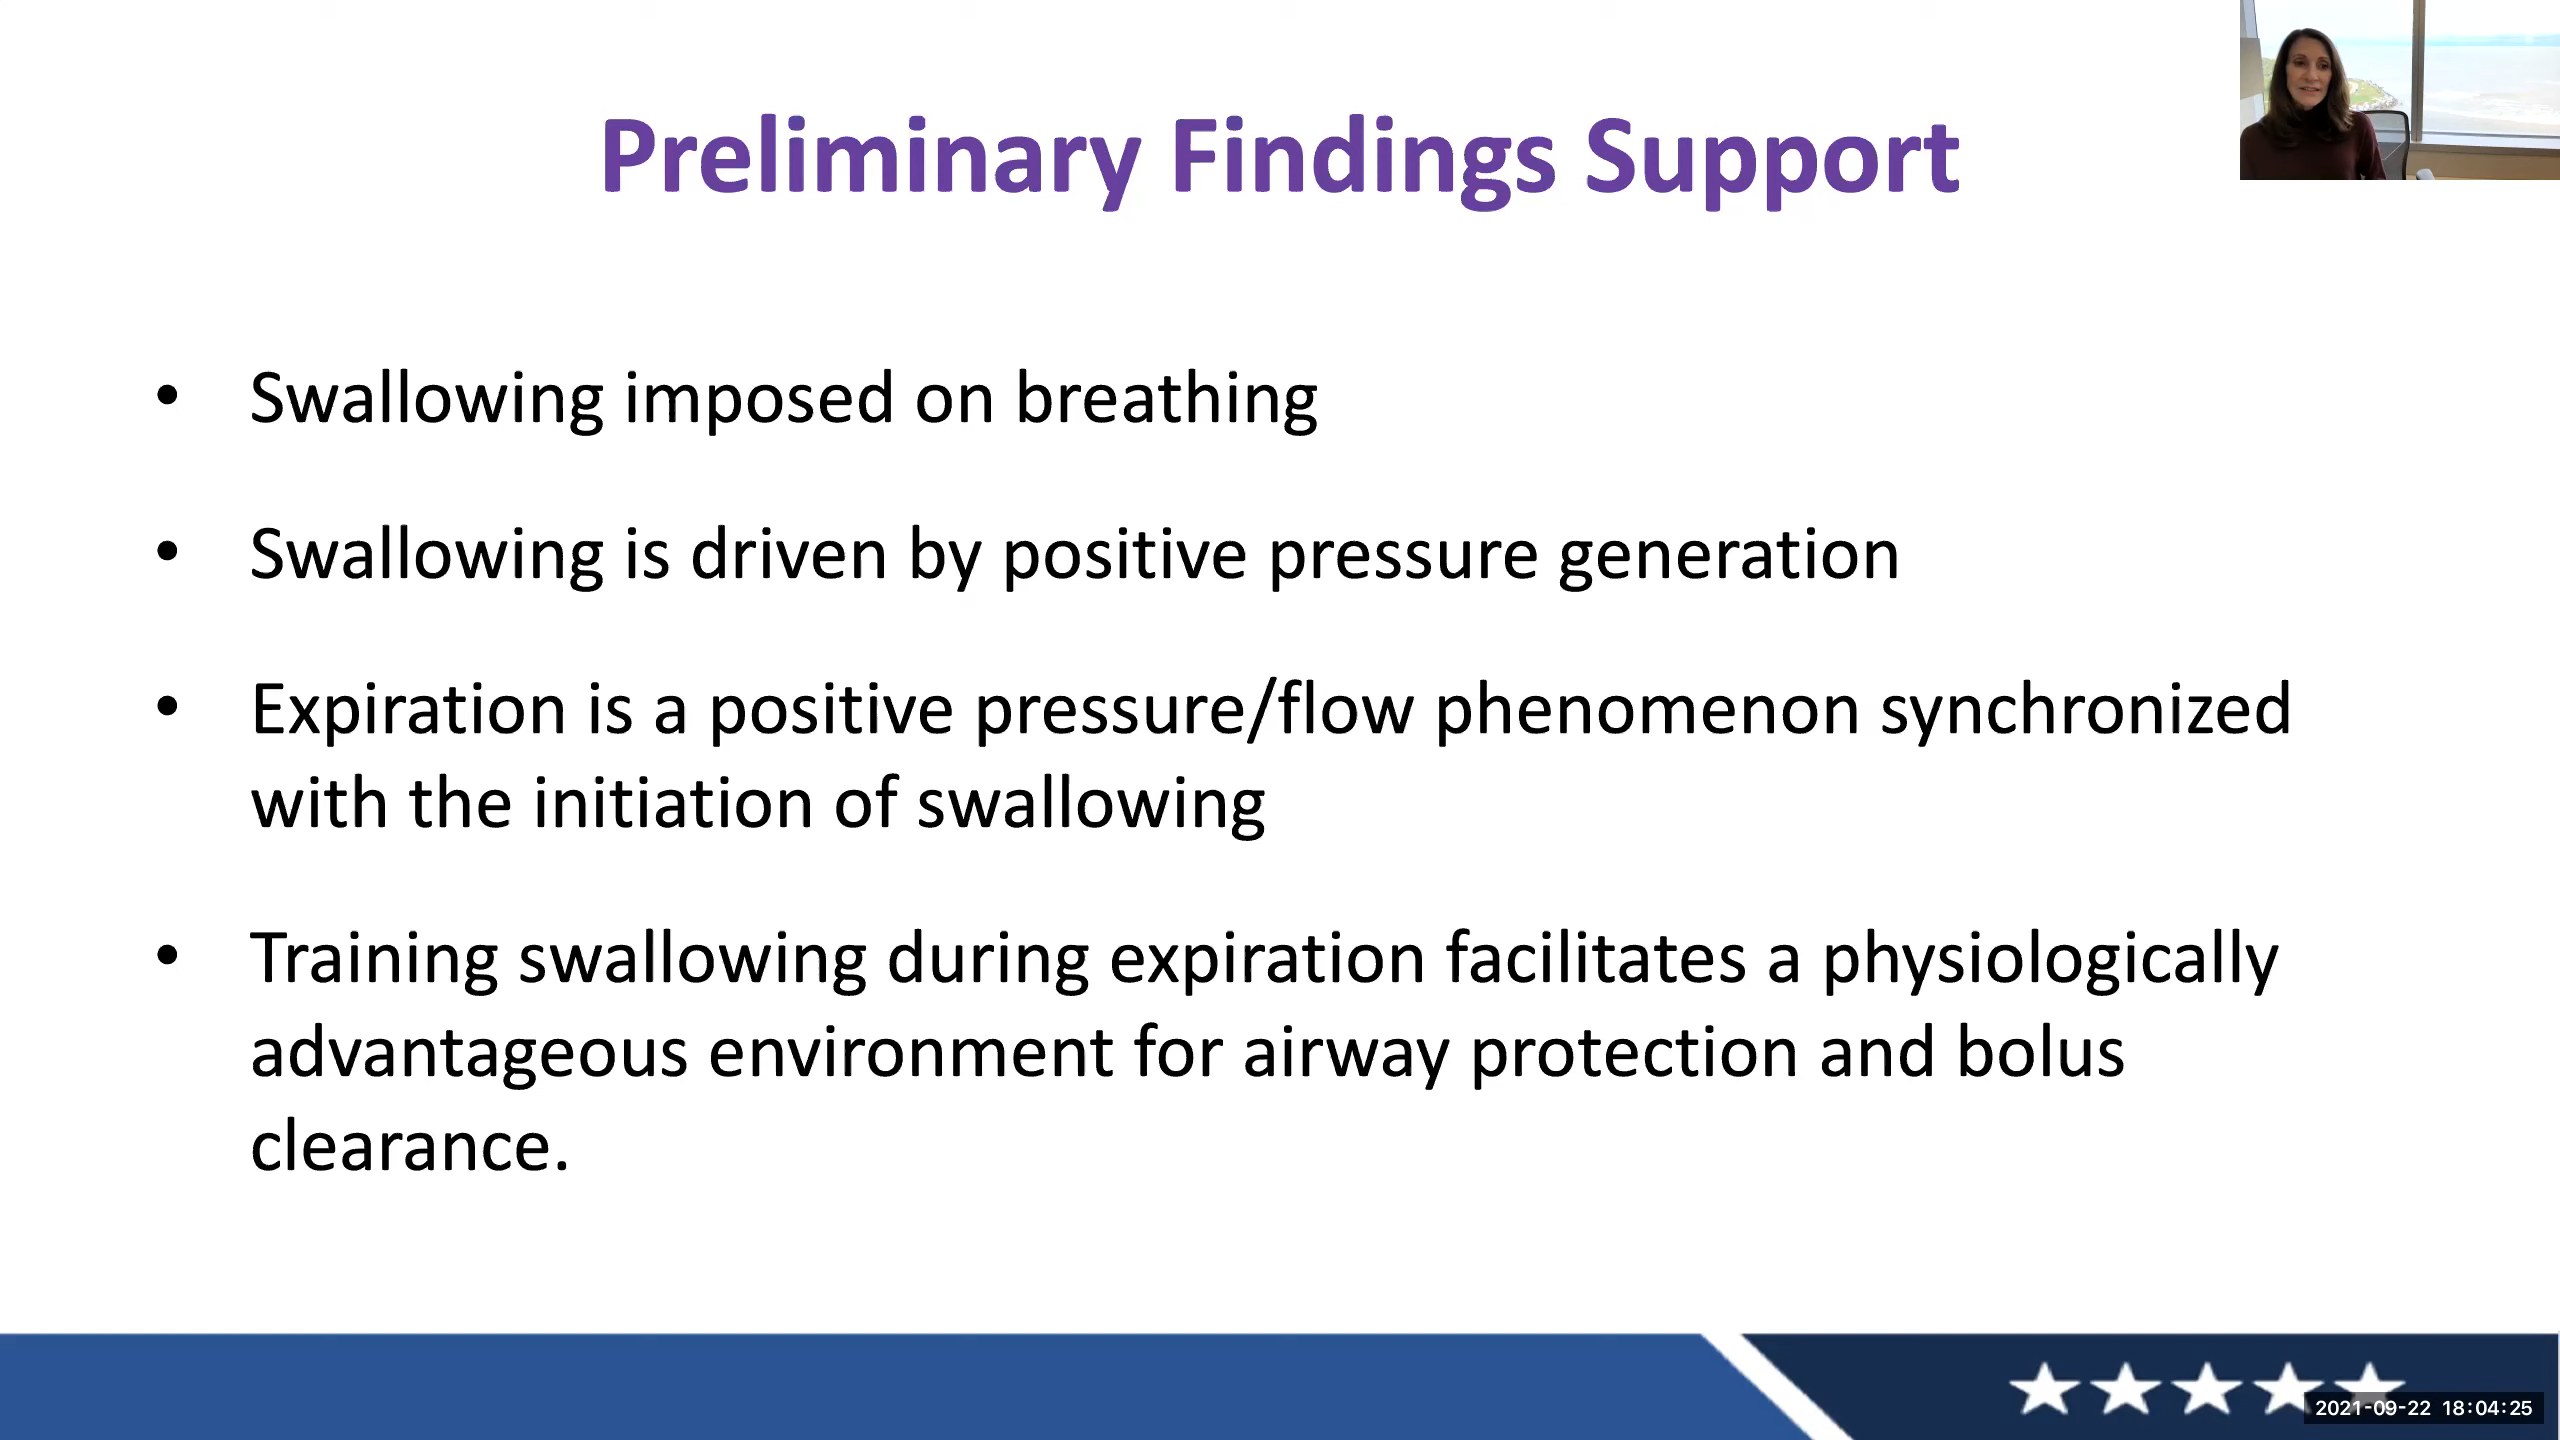 Preliminary Findings Support
• Swallowing imposed on breathing
• Swallowing is driven by positive pressure generation
• Expiration is a positive pressure/flow phenomenon synchronized
with the initiation of swallowing
• Training swallowing during expiration facilitates a physiologically
advantageous environment for airway protection and bolus
clearance.
2021-09-22 18:04:25